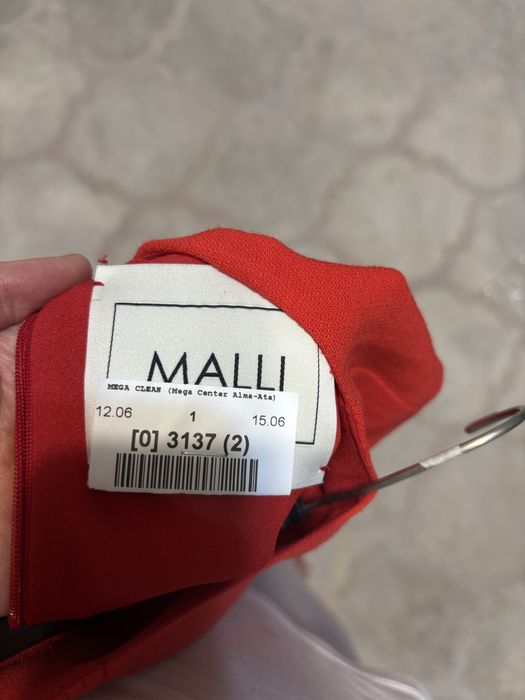 MALLI
MEGA CLEAN (Mega Center Alma-Ata)
12.06 1 15.06
[0] 3137 (2)